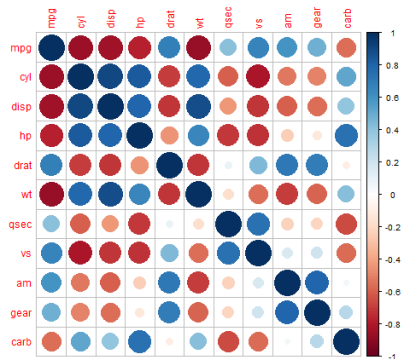 mpg cyl disp hp drat wt qsec vs am gear carb
mpg
cyl
disp
hp
drat
wt
qsec
vs
am
gear
carb
1
0.8
0.6
0.4
0.2
0
-0.2
-0.4
-0.6
-0.8
-1